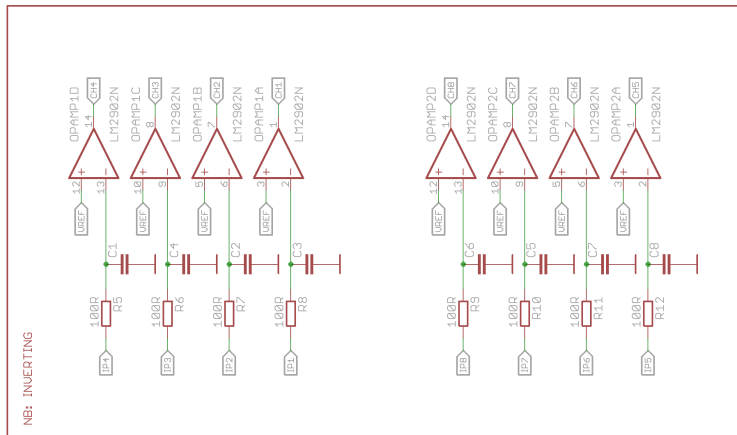 OPAMP1D
LM2902N
CH4
14
12
13
+
-
VREF
C1
100R
R5
IP4
OPAMP1C
LM2902N
CH3
8
10
9
+
-
VREF
C4
100R
R6
IP3
OPAMP1B
LM2902N
CH2
7
5
6
+
-
VREF
C2
100R
R7
IP2
OPAMP1A
LM2902N
CH1
1
3
2
+
-
VREF
C3
100R
R8
IP1
OPAMP2D
LM2902N
CH8
14
12
13
+
-
VREF
C6
100R
R9
IP8
OPAMP2C
LM2902N
CH7
8
10
9
+
-
VREF
C5
100R
R10
IP7
OPAMP2B
LM2902N
CH6
7
5
6
+
-
VREF
C7
100R
R11
IP6
OPAMP2A
LM2902N
CH5
1
3
2
+
-
VREF
C8
100R
R12
IP5
NB: INVERTING